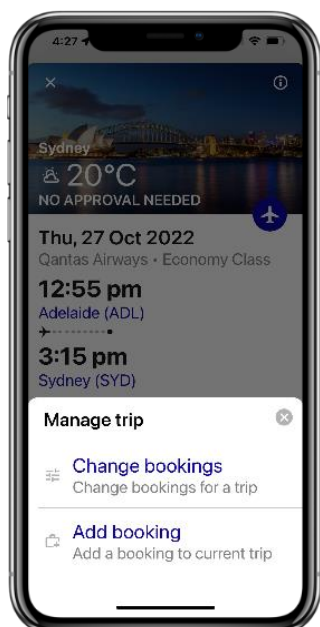 4:27
Sydney
20°C
NO APPROVAL NEEDED
Thu, 27 Oct 2022
Qantas Airways • Economy Class
12:55 pm
Adelaide (ADL)
3:15 pm
Sydney (SYD)
Manage trip
Change bookings
Change bookings for a trip
Add booking
Add a booking to current trip